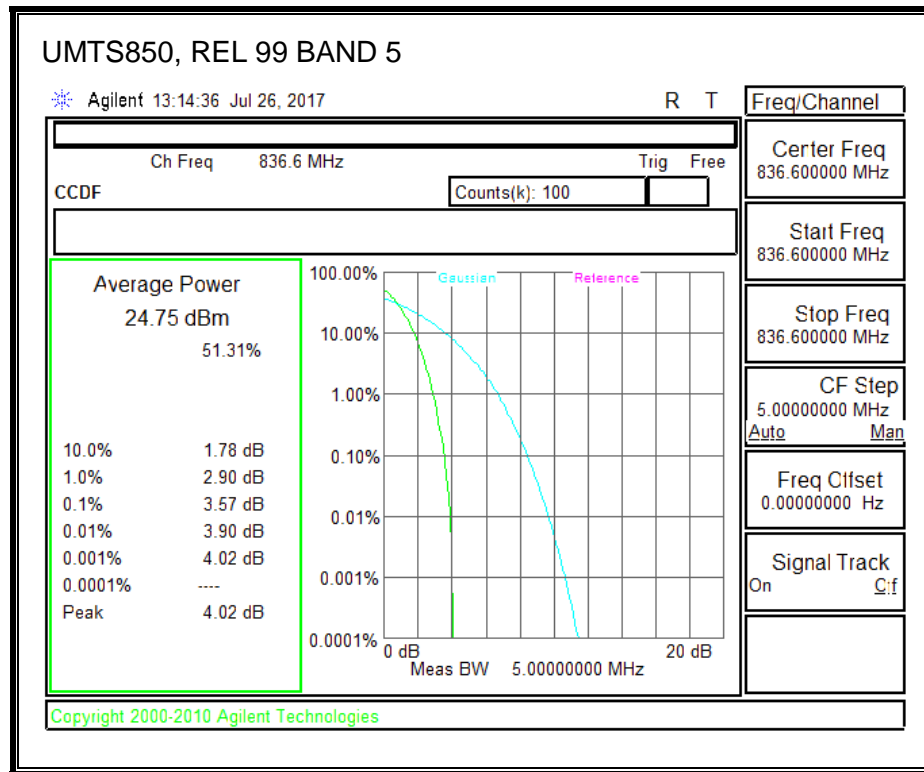 UMTS850, REL 99 BAND 5
Agilent 13:14:36 Jul 26, 2017 R T
Freq/Channel
Ch Freq 836.6 MHz Trig Free
CCDF Counts(k): 100
Center Freq
836.600000 MHz
Start Freq
836.600000 MHz
Stop Freq
836.600000 MHz
CF Step
5.00000000 MHz
Auto Man
Freq Offset
0.00000000 Hz
Signal Track
On Off
Average Power
24.75 dBm
51.31%
10.0% 1.78 dB
1.0% 2.90 dB
0.1% 3.57 dB
0.01% 3.90 dB
0.001% 4.02 dB
0.0001% ----
Peak 4.02 dB
Gaussian Reference
100.00%
10.00%
1.00%
0.10%
0.01%
0.001%
0.0001%
0 dB 20 dB
Meas BW 5.00000000 MHz
Copyright 2000-2010 Agilent Technologies